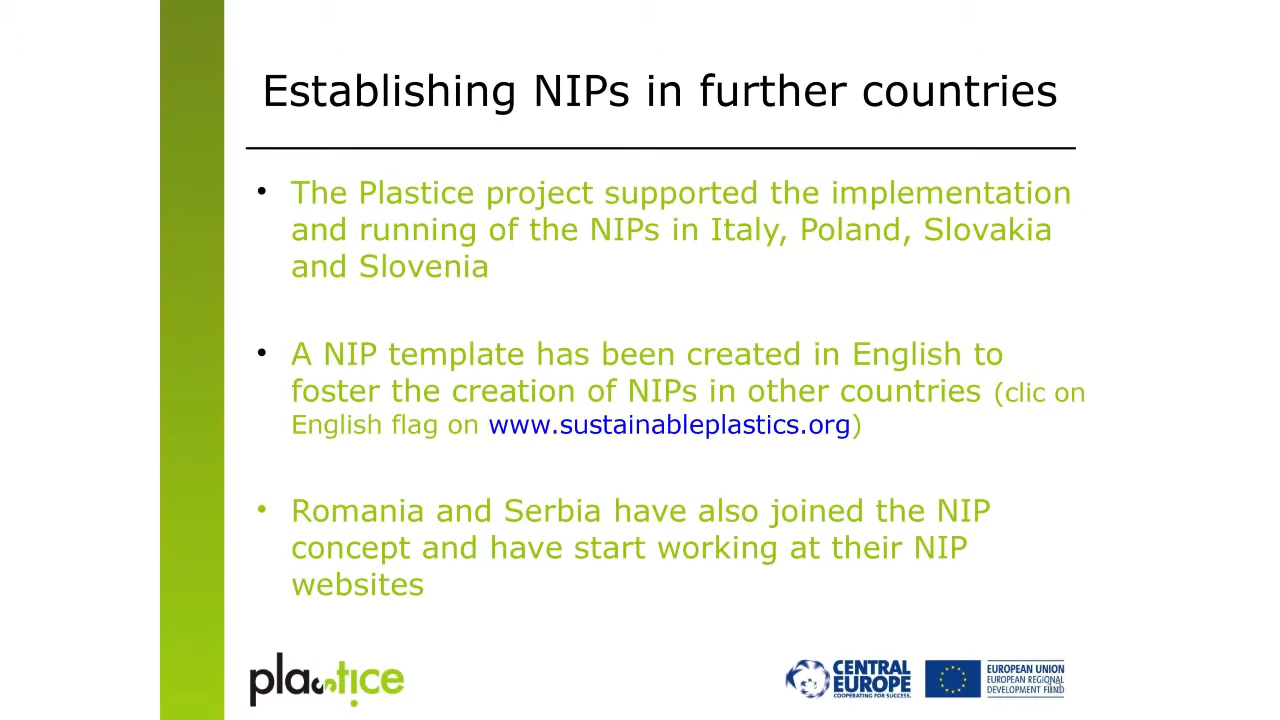 Establishing NIPs in further countries
• The Plastice project supported the implementation
and running of the NIPs in Italy, Poland, Slovakia
and Slovenia
• A NIP template has been created in English to
foster the creation of NIPs in other countries (clic on
English flag on www.sustainableplastics.org)
• Romania and Serbia have also joined the NIP
concept and have start working at their NIP
websites
plastice
CENTRAL
EUROPE
COOPERATING FOR SUCCESS.
EUROPEAN UNION
EUROPEAN REGIONAL
DEVELOPMENT FUND